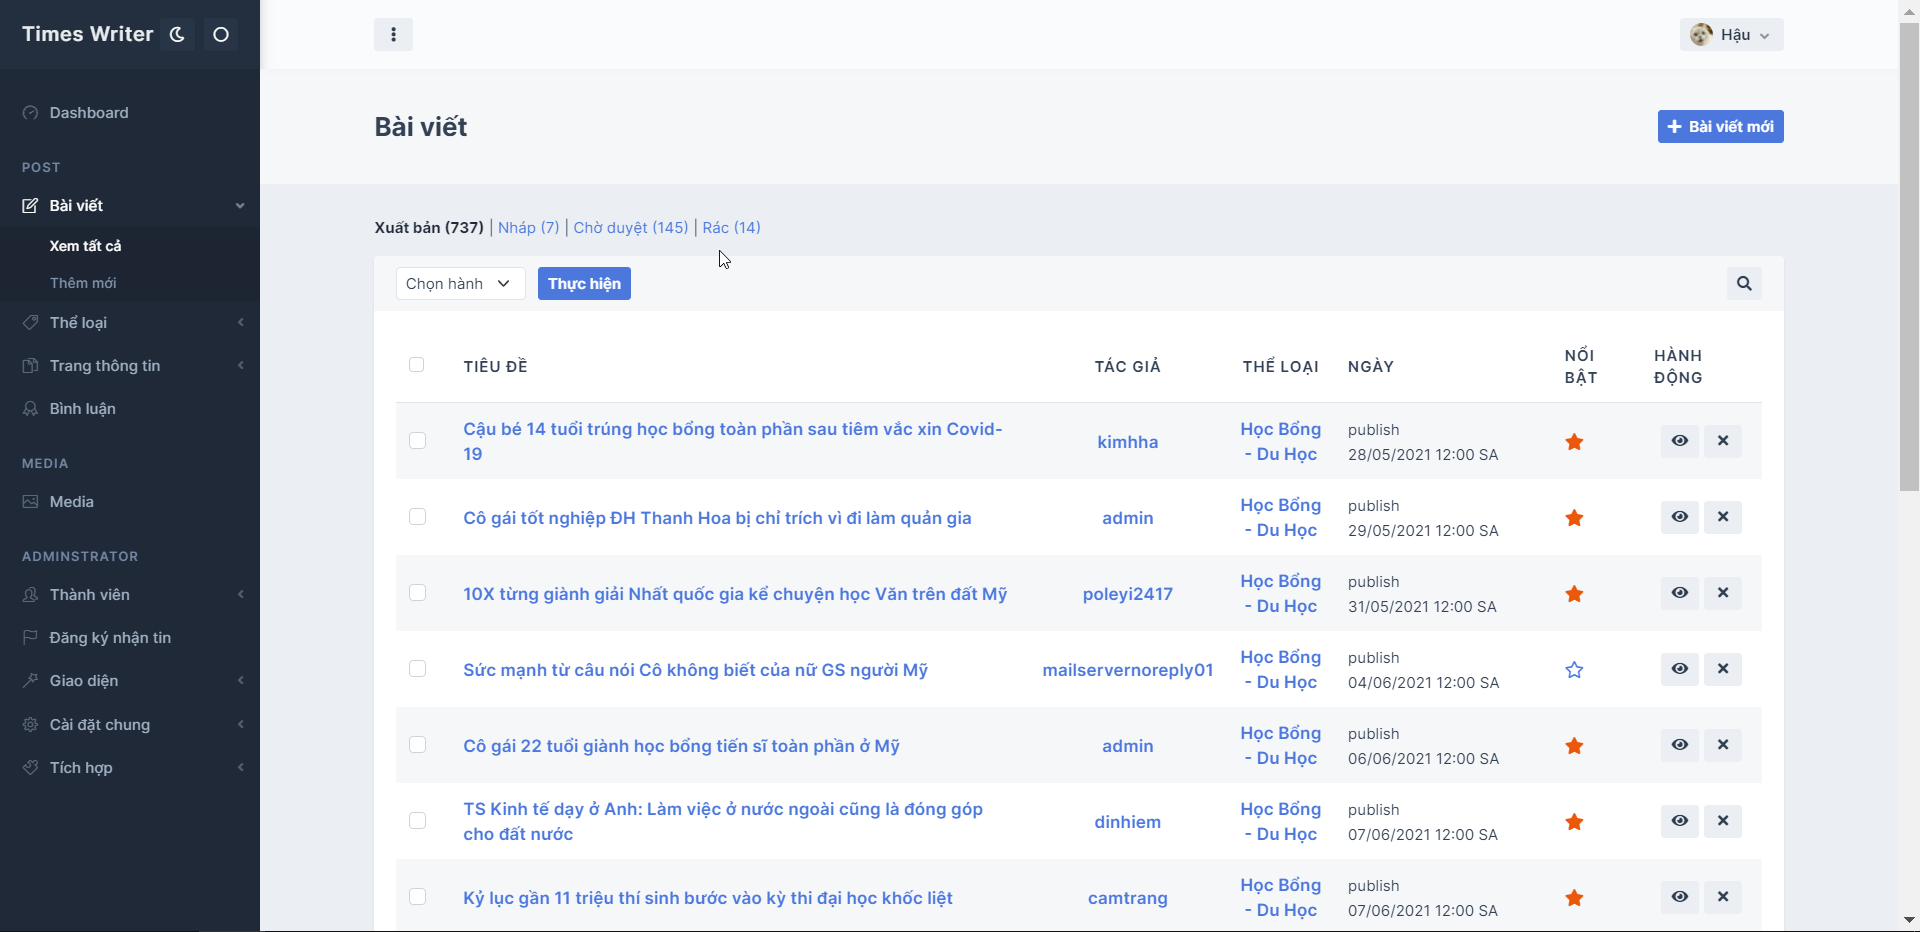 Times Writer
Hậu
Dashboard
POST
Bài viết
Xem tất cả
Thêm mới
Thể loại
Trang thông tin
Bình luận
MEDIA
Media
ADMINSTRATOR
Thành viên
Đăng ký nhận tin
Giao diện
Cài đặt chung
Tích hợp
Bài viết
Bài viết mới
Xuất bản (737) | Nháp (7) | Chờ duyệt (145) | Rác (14)
Chọn hành
Thực hiện
TIÊU ĐỀ
TÁC GIẢ
THỂ LOẠI
NGÀY
NỔI
BẬT
HÀNH
ĐỘNG
Cậu bé 14 tuổi trúng học bổng toàn phần sau tiêm vắc xin Covid-
19
kimhha
Học Bổng
- Du Học
publish
28/05/2021 12:00 SA
Cô gái tốt nghiệp ĐH Thanh Hoa bị chỉ trích vì đi làm quản gia
admin
Học Bổng
- Du Học
publish
29/05/2021 12:00 SA
10X từng giành giải Nhất quốc gia kể chuyện học Văn trên đất Mỹ
poleyi2417
Học Bổng
- Du Học
publish
31/05/2021 12:00 SA
Sức mạnh từ câu nói Cô không biết của nữ GS người Mỹ
mailservernoreply01
Học Bổng
- Du Học
publish
04/06/2021 12:00 SA
Cô gái 22 tuổi giành học bổng tiến sĩ toàn phần ở Mỹ
admin
Học Bổng
- Du Học
publish
06/06/2021 12:00 SA
TS Kinh tế dạy ở Anh: Làm việc ở nước ngoài cũng là đóng góp
cho đất nước
dinhiem
Học Bổng
- Du Học
publish
07/06/2021 12:00 SA
Kỷ lục gần 11 triệu thí sinh bước vào kỳ thi đại học khốc liệt
camtrang
Học Bổng
- Du Học
publish
07/06/2021 12:00 SA